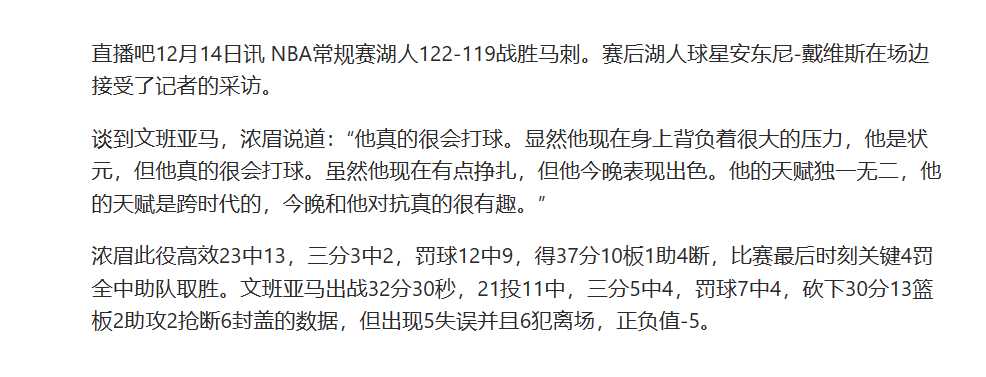 直播吧12月14日讯 NBA常规赛湖人122-119战胜马刺。赛后湖人球星安东尼-戴维斯在场边
接受了记者的采访。
谈到文班亚马，浓眉说道：“他真的很会打球。显然他现在身上背负着很大的压力，他是状
元，但他真的很会打球。虽然他现在有点挣扎，但他今晚表现出色。他的天赋独一无二，他
的天赋是跨时代的，今晚和他对抗真的很有趣。”
浓眉此役高效23中13，三分3中2，罚球12中9，得37分10板1助4断，比赛最后时刻关键4罚
全中助队取胜。文班亚马出战32分30秒，21投11中，三分5中4，罚球7中4，砍下30分13篮
板2助攻2抢断6封盖的数据，但出现5失误并且6犯离场，正负值-5。